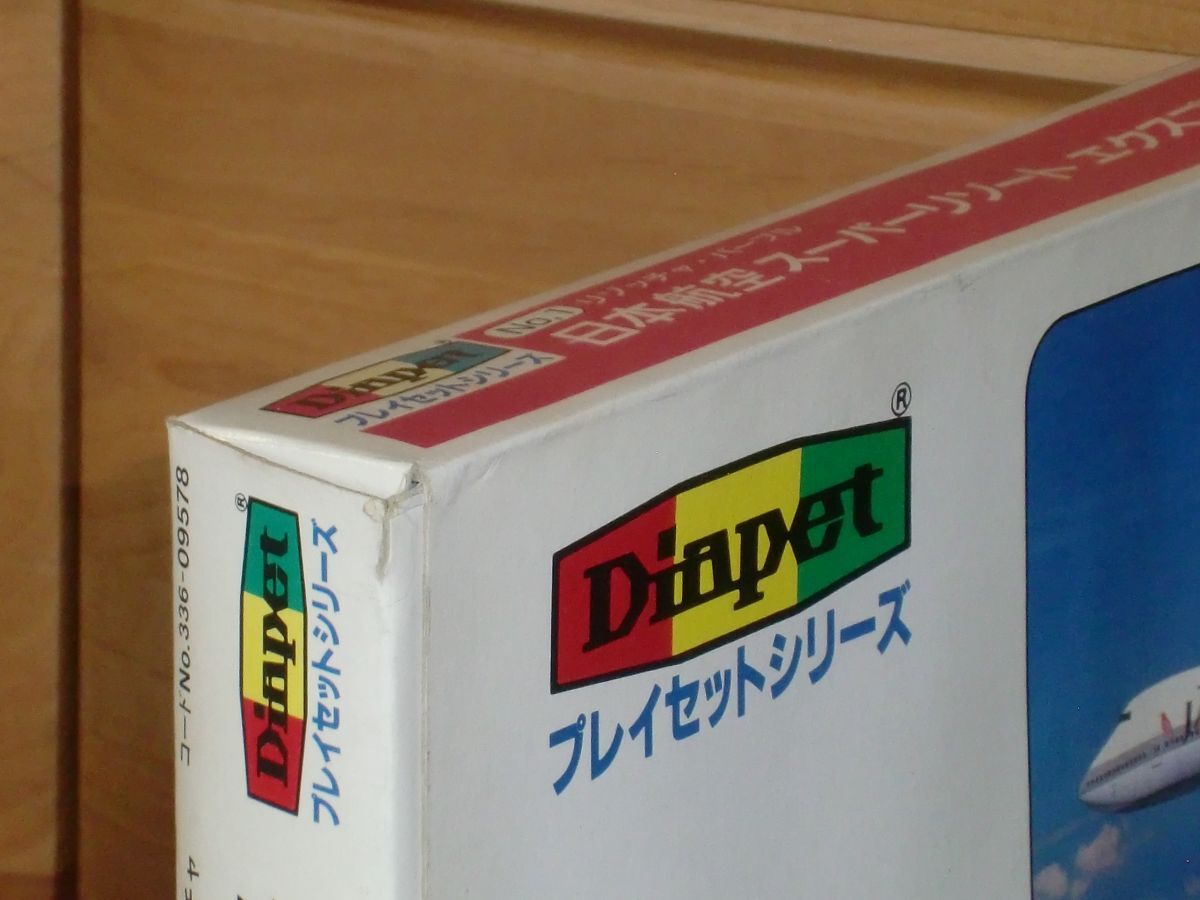 Diapet
プレイセットシリーズ
No.1 リゾッチャ・パープル
日本航空 スーパーリゾート エクスプ
Diapet®
プレイセットシリーズ
コードNo.336-09578
Diapet®
プレイセットシリーズ